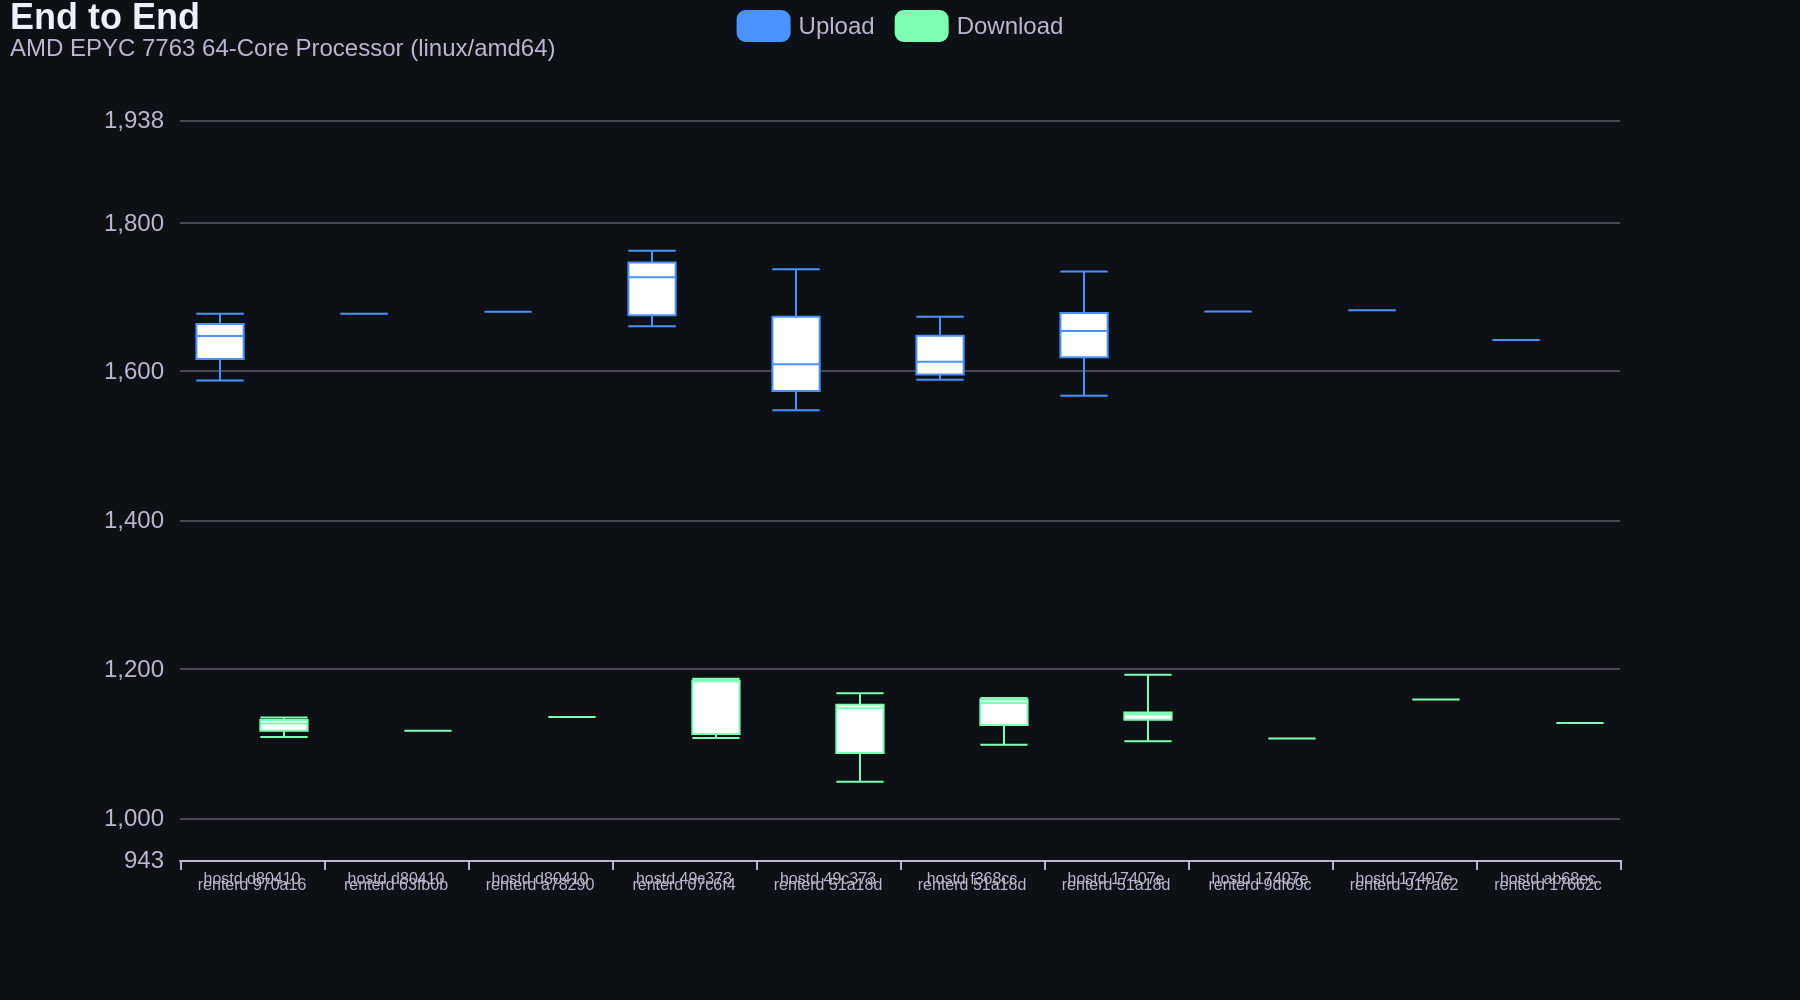 End to End
AMD EPYC 7763 64-Core Processor (linux/amd64)
Upload
Download
1,938
1,800
1,600
1,400
1,200
1,000
943
hostd d80410
renterd 970a16
hostd d80410
renterd 63fb0b
hostd d80410
renterd a78290
hostd 49c373
renterd 07c6f4
hostd 49c373
renterd 51a18d
hostd f368cc
renterd 51a18d
hostd 17407e
renterd 51a18d
hostd 17407e
renterd 9df69c
hostd 17407e
renterd 917a62
hostd ab68ec
renterd 17662c